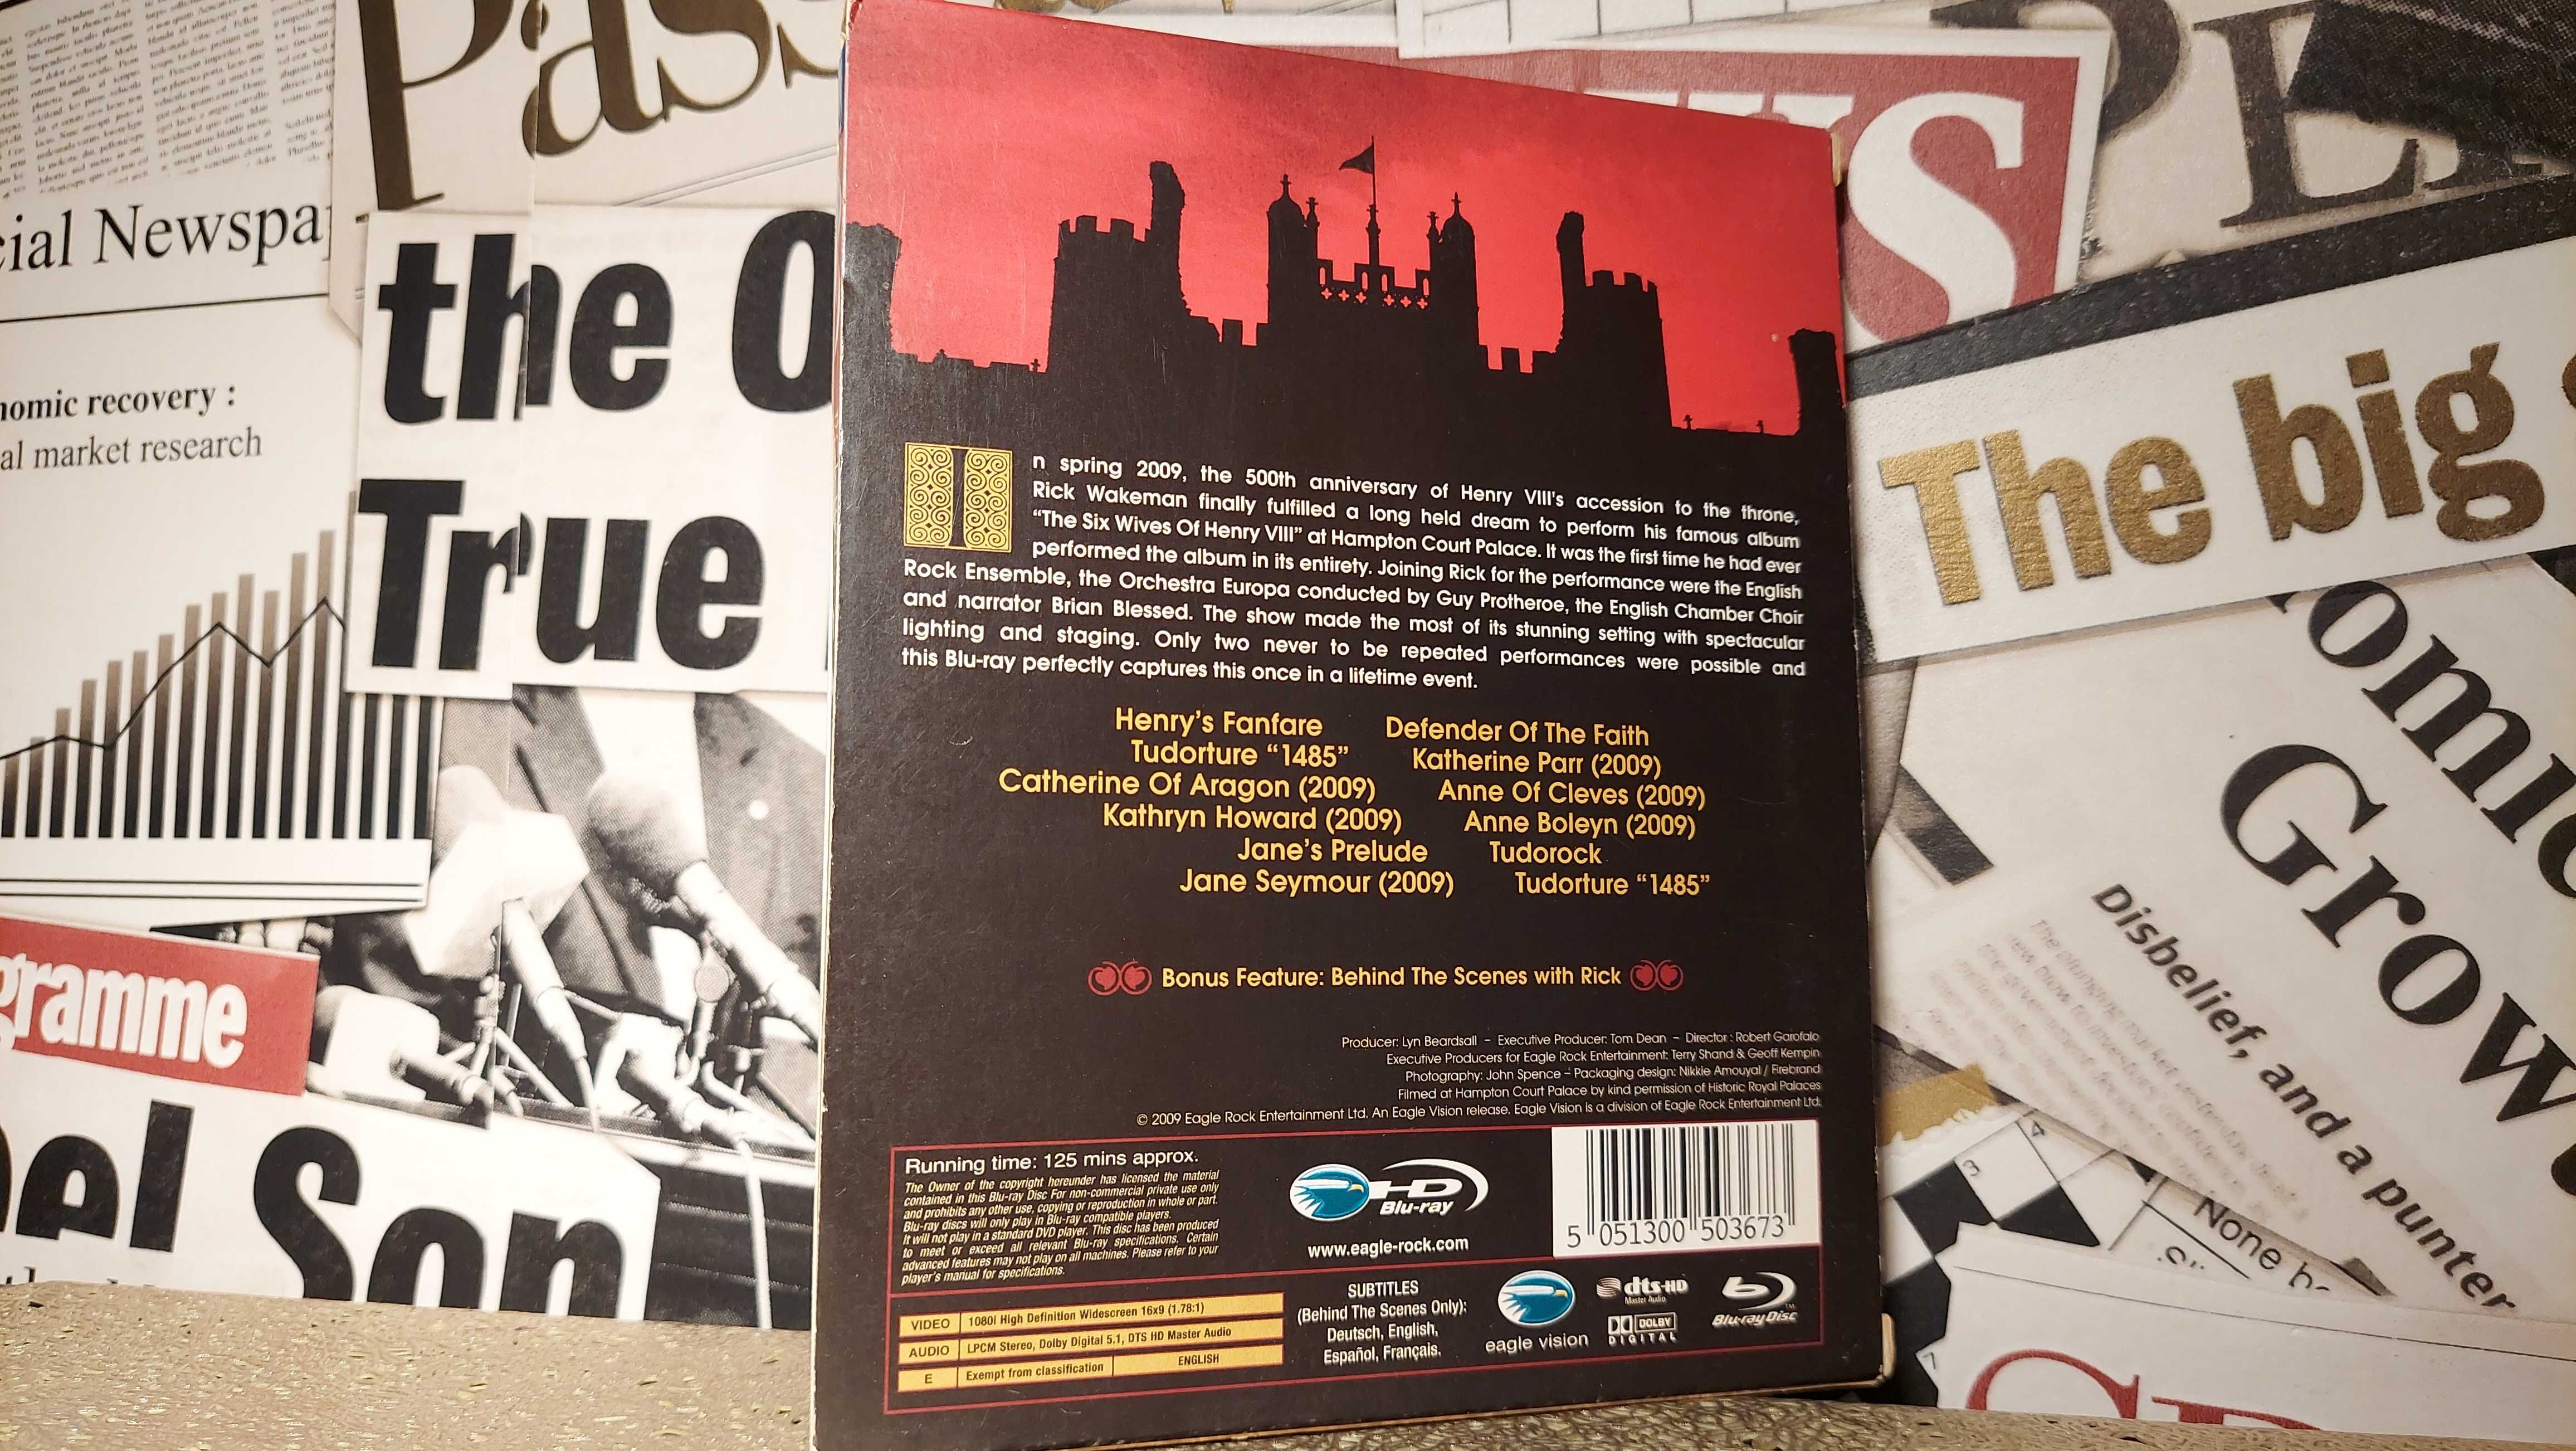 Pass
cial Newspa
the O
True
nomic recovery :
al market research
gramme
el Son
WS
The big
omic
Grow
Disbelief, and a punter
None
4
3
7
In spring 2009, the 500th anniversary of Henry VIII's accession to the throne,
Rick Wakeman finally fulfilled a long held dream to perform his famous album
“The Six Wives Of Henry VIII” at Hampton Court Palace. It was the first time he had ever
performed the album in its entirety. Joining Rick for the performance were the English
Rock Ensemble, the Orchestra Europa conducted by Guy Protheroe, the English Chamber Choir
and narrator Brian Blessed. The show made the most of its stunning setting with spectacular
lighting and staging. Only two never to be repeated performances were possible and
this Blu-ray perfectly captures this once in a lifetime event.
Henry’s Fanfare Defender Of The Faith
Tudorture “1485” Katherine Parr (2009)
Catherine Of Aragon (2009) Anne Of Cleves (2009)
Kathryn Howard (2009) Anne Boleyn (2009)
Jane’s Prelude Tudorock
Jane Seymour (2009) Tudorture “1485”
Bonus Feature: Behind The Scenes with Rick
Producer: Lyn Beardsall – Executive Producer: Tom Dean – Director : Robert Garofalo
Executive Producers for Eagle Rock Entertainment: Terry Shand & Geoff Kempin
Photography: John Spence – Packaging design: Nikkie Amouyal / Firebrand
Filmed at Hampton Court Palace by kind permission of Historic Royal Palaces
© 2009 Eagle Rock Entertainment Ltd. An Eagle Vision release. Eagle Vision is a division of Eagle Rock Entertainment Ltd.
Running time: 125 mins approx.
The Owner of the copyright hereunder has licensed the material
contained in this Blu-ray Disc For non-commercial private use only
and prohibits any other use, copying or reproduction in whole or part.
Blu-ray discs will only play in Blu-ray compatible players.
It will not play in a standard DVD player. This disc has been produced
to meet or exceed all relevant Blu-ray specifications. Certain
advanced features may not play on all machines. Please refer to your
player's manual for specifications.
HD
Blu-ray
www.eagle-rock.com
5 051300 503673
VIDEO 1080i High Definition Widescreen 16x9 (1.78:1)
AUDIO LPCM Stereo, Dolby Digital 5.1, DTS HD Master Audio
E Exempt from classification ENGLISH
SUBTITLES
(Behind The Scenes Only):
Deutsch, English,
Español, Français.
eagle vision
dts-HD
Master Audio
DOLBY
DIGITAL
Blu-ray Disc
TM